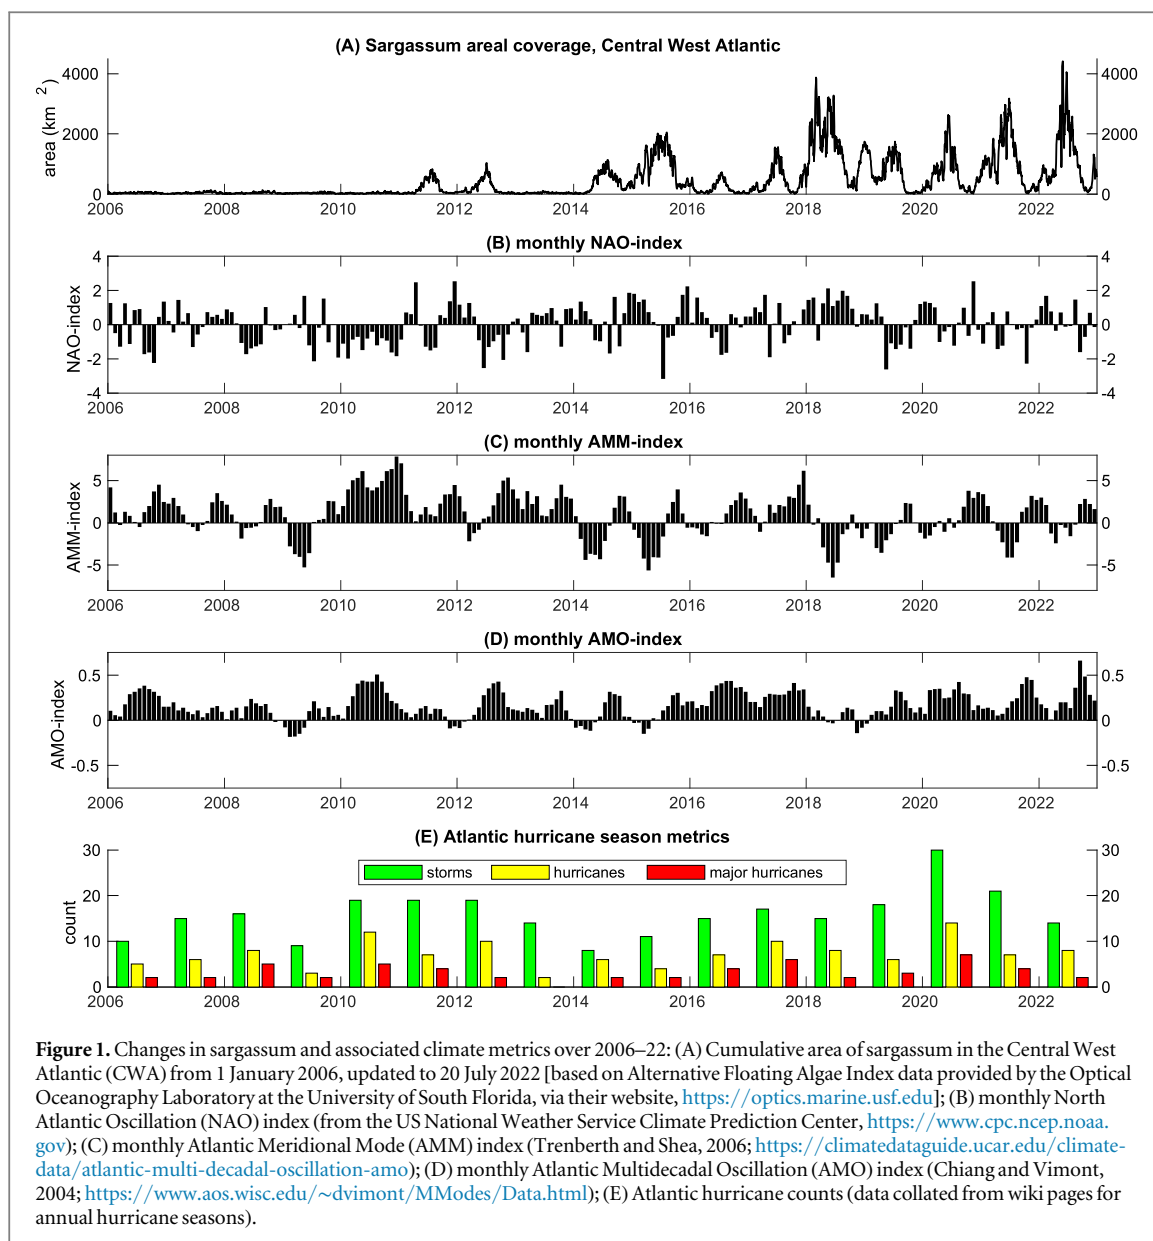 (A) Sargassum areal coverage, Central West Atlantic
area (km 2)
4000
2000
0
4000
2000
0
2006 2008 2010 2012 2014 2016 2018 2020 2022
(B) monthly NAO-index
NAO-index
4
2
0
-2
-4
4
2
0
-2
-4
2006 2008 2010 2012 2014 2016 2018 2020 2022
(C) monthly AMM-index
AMM-index
5
0
-5
5
0
-5
2006 2008 2010 2012 2014 2016 2018 2020 2022
(D) monthly AMO-index
AMO-index
0.5
0
-0.5
0.5
0
-0.5
2006 2008 2010 2012 2014 2016 2018 2020 2022
(E) Atlantic hurricane season metrics
storms hurricanes major hurricanes
count
30
20
10
0
30
20
10
0
2006 2008 2010 2012 2014 2016 2018 2020 2022
Figure 1. Changes in sargassum and associated climate metrics over 2006–22: (A) Cumulative area of sargassum in the Central West
Atlantic (CWA) from 1 January 2006, updated to 20 July 2022 [based on Alternative Floating Algae Index data provided by the Optical
Oceanography Laboratory at the University of South Florida, via their website, https://optics.marine.usf.edu]; (B) monthly North
Atlantic Oscillation (NAO) index (from the US National Weather Service Climate Prediction Center, https://www.cpc.ncep.noaa.
gov); (C) monthly Atlantic Meridional Mode (AMM) index (Trenberth and Shea, 2006; https://climatedataguide.ucar.edu/climate-
data/atlantic-multi-decadal-oscillation-amo); (D) monthly Atlantic Multidecadal Oscillation (AMO) index (Chiang and Vimont,
2004; https://www.aos.wisc.edu/~dvimont/MModes/Data.html); (E) Atlantic hurricane counts (data collated from wiki pages for
annual hurricane seasons).